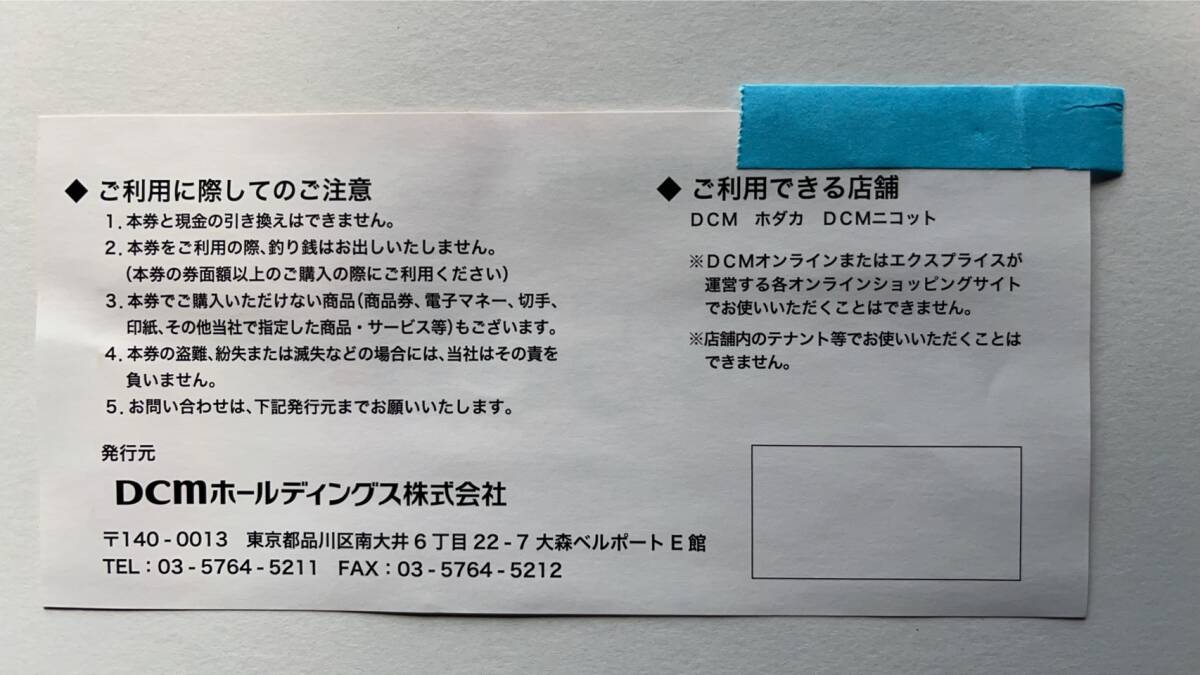 ◆ ご利用に際してのご注意
1. 本券と現金の引き換えはできません。
2. 本券をご利用の際、釣り銭はお出しいたしません。
(本券の券面額以上のご購入の際にご利用ください)
3. 本券でご購入いただけない商品(商品券、電子マネー、切手、
印紙、その他当社で指定した商品・サービス等)もございます。
4. 本券の盗難、紛失または滅失などの場合には、当社はその責を
負いません。
5. お問い合わせは、下記発行元までお願いいたします。
発行元
DCMホールディングス株式会社
〒140-0013 東京都品川区南大井6丁目22-7 大森ベルポートE館
TEL:03-5764-5211 FAX:03-5764-5212
◆ ご利用できる店舗
DCM ホダカ DCMニコット
※DCMオンラインまたはエクスプライスが
運営する各オンラインショッピングサイト
でお使いいただくことはできません。
※店舗内のテナント等でお使いいただくことは
できません。